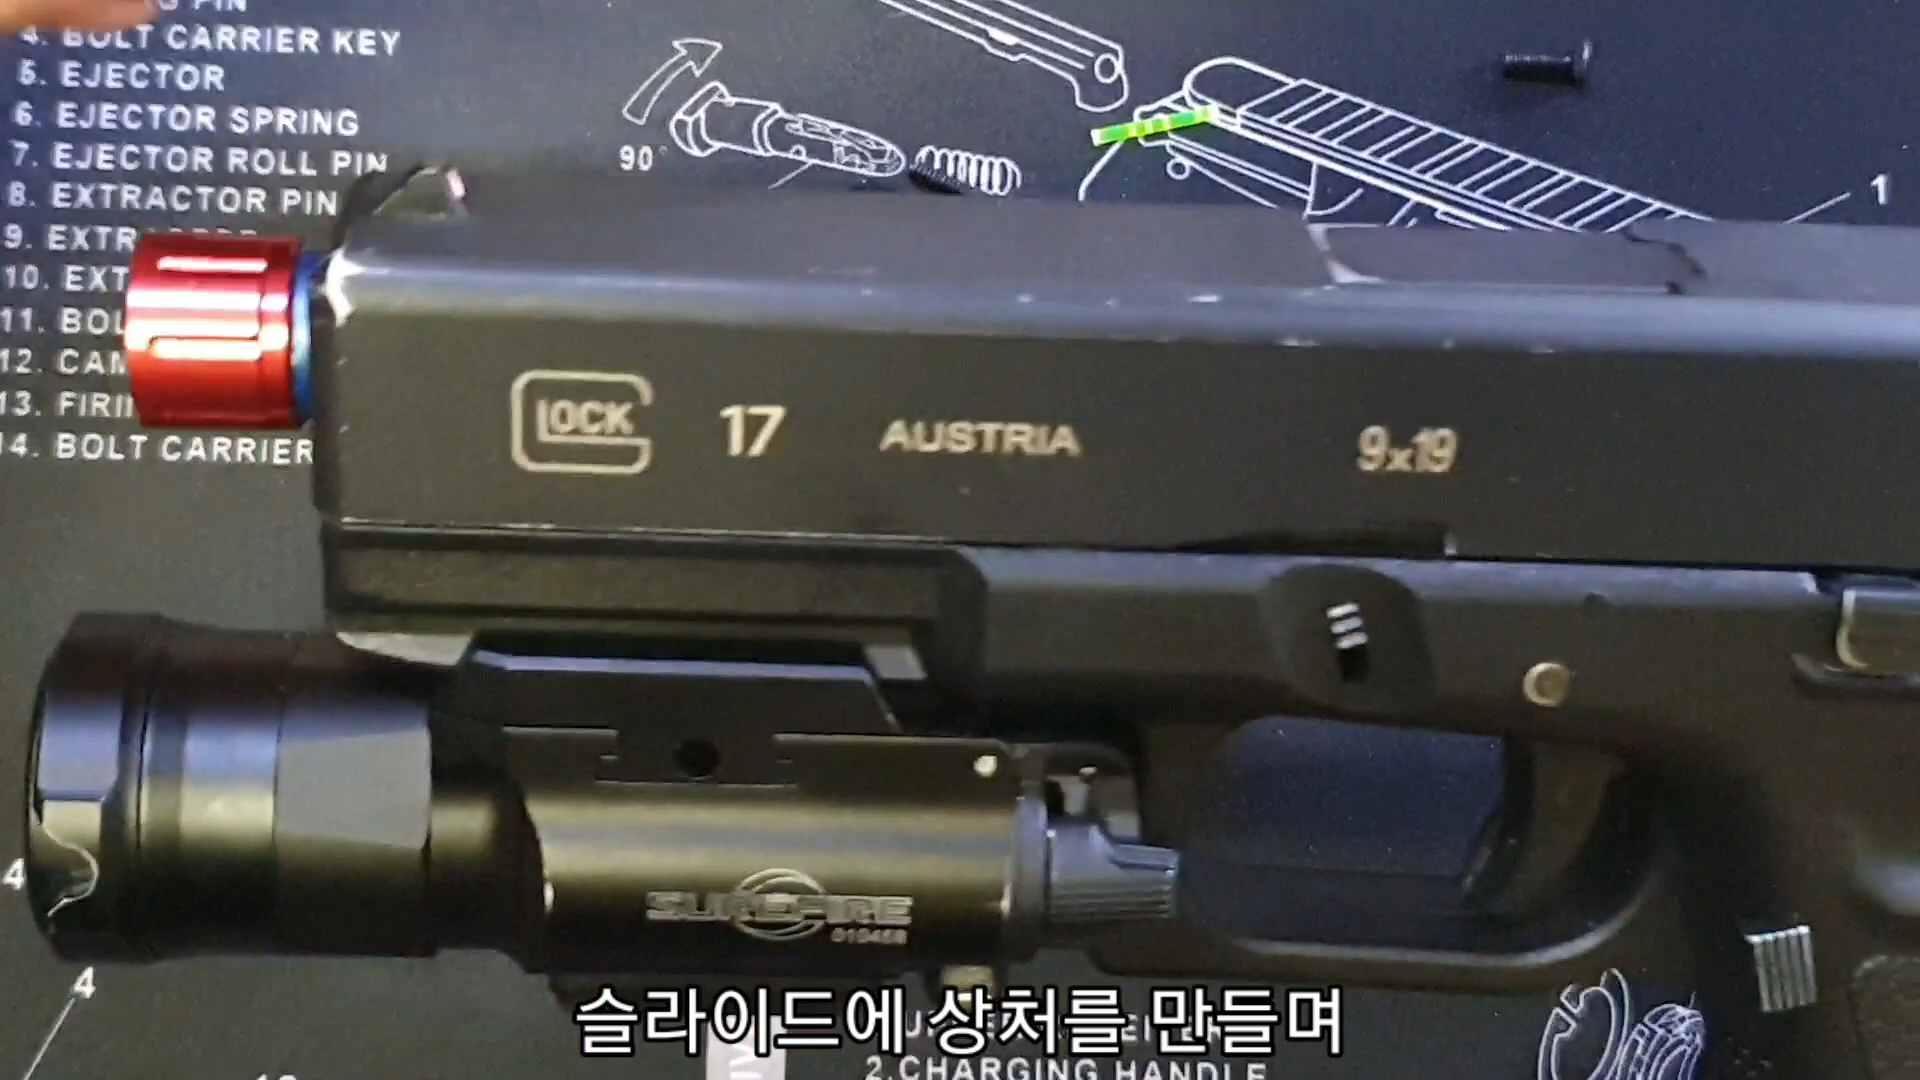 4. BOLT CARRIER KEY
5. EJECTOR
6. EJECTOR SPRING
7. EJECTOR ROLL PIN
8. EXTRACTOR PIN
9. EXTR
10. EXT
11. BOL
12. CAM
13. FIRI
14. BOLT CARRIER
90°
1
GLOCK 17 AUSTRIA 9x19
SUREFIRE
4
4
슬라이드에 상처를 만들며
2.CHARGING HANDLE